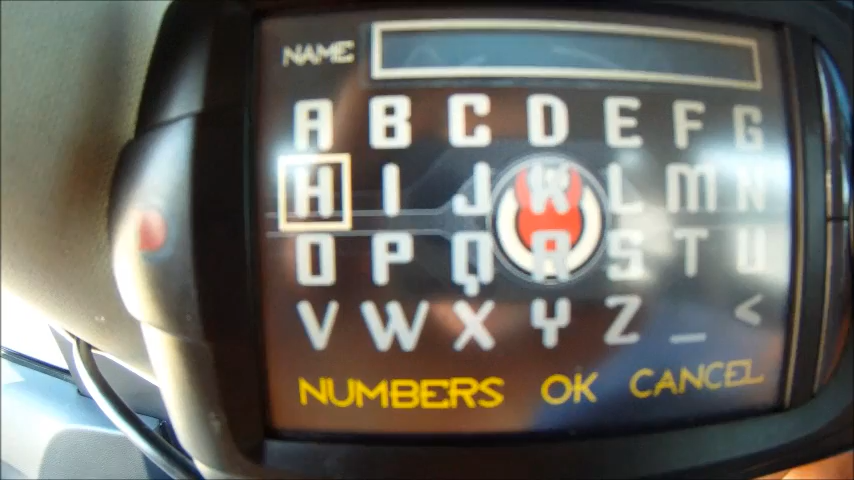 NAME
A B C D E F G
H I J K L M N
O P Q R S T U
V W X Y Z _ <
NUMBERS OK CANCEL